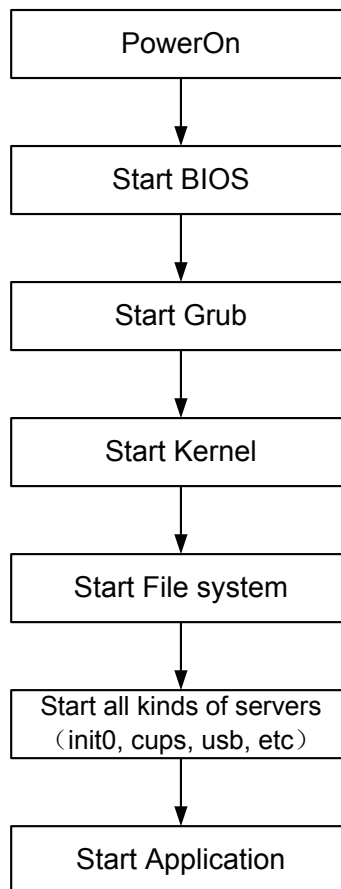 PowerOn
Start BIOS
Start Grub
Start Kernel
Start File system
Start all kinds of servers
（init0, cups, usb, etc）
Start Application